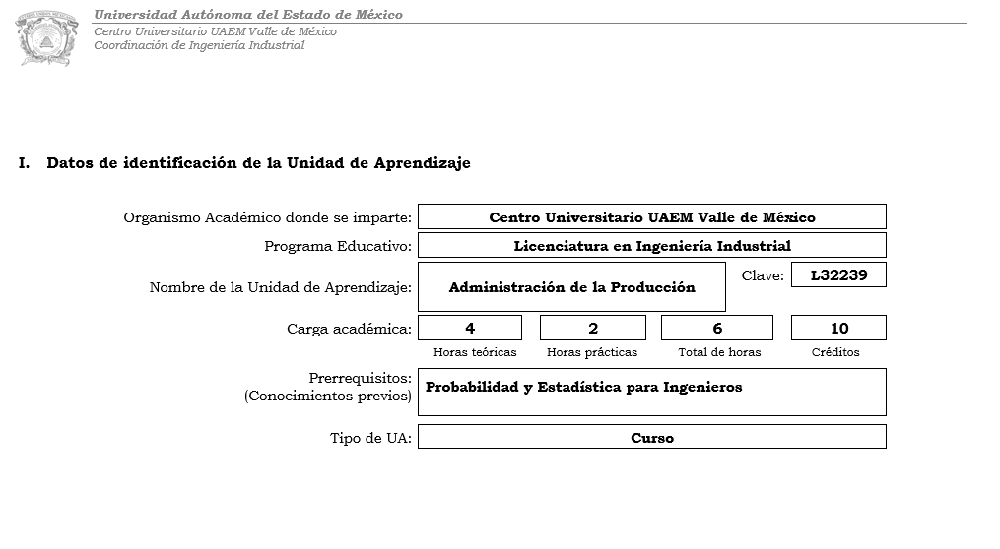 Universidad Autónoma del Estado de México
Centro Universitario UAEM Valle de México
Coordinación de Ingeniería Industrial
I. Datos de identificación de la Unidad de Aprendizaje
Organismo Académico donde se imparte: Centro Universitario UAEM Valle de México
Programa Educativo: Licenciatura en Ingeniería Industrial
Nombre de la Unidad de Aprendizaje: Administración de la Producción Clave: L32239
Carga académica: 4 2 6 10
Horas teóricas Horas prácticas Total de horas Créditos
Prerrequisitos: Probabilidad y Estadística para Ingenieros
(Conocimientos previos)
Tipo de UA: Curso